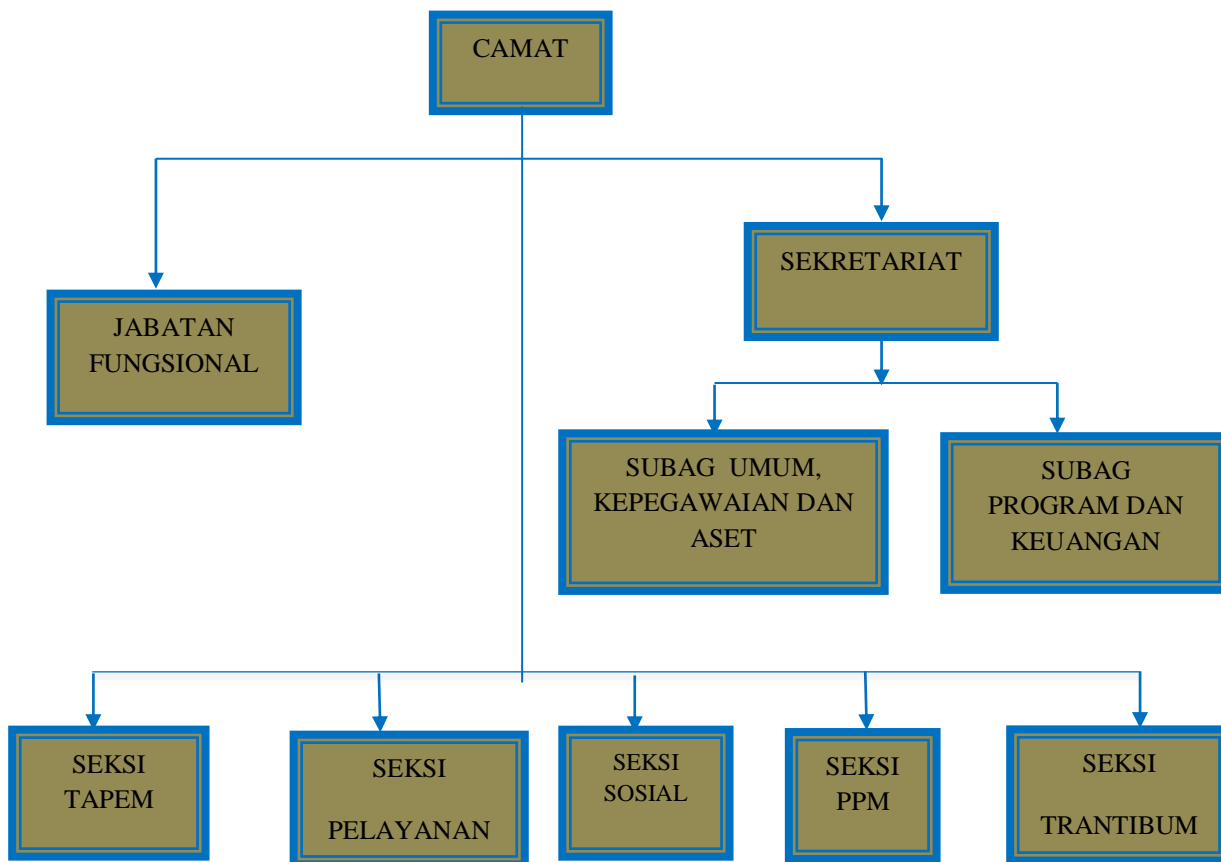 CAMAT
SEKRETARIAT
JABATAN
FUNGSIONAL
SUBAG UMUM,
KEPEGAWAIAN DAN
ASET
SUBAG
PROGRAM DAN
KEUANGAN
SEKSI
TAPEM
SEKSI
PELAYANAN
SEKSI
SOSIAL
SEKSI
PPM
SEKSI
TRANTIBUM